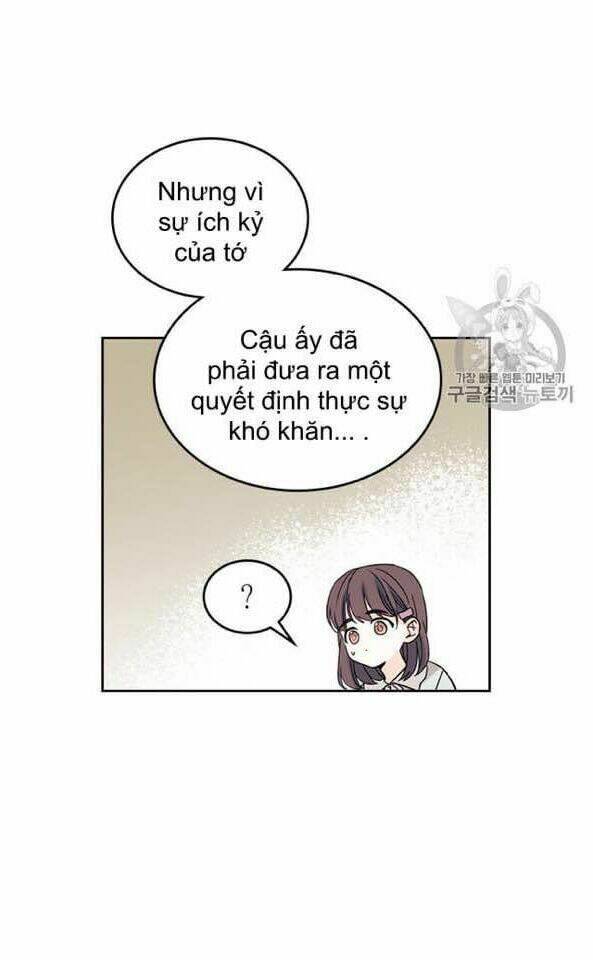 Nhưng vì
sự ích kỷ
của tớ
Cậu ấy đã
phải đưa ra một
quyết định thực sự
khó khăn... .
가장 빠른 웹툰 미리보기
구글검색 뉴토끼
?